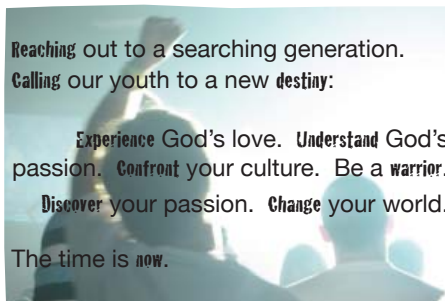 Reaching out to a searching generation.
Calling our youth to a new destiny:
Experience God's love. Understand God's
passion. Confront your culture. Be a warrior.
Discover your passion. Change your world.
The time is now.